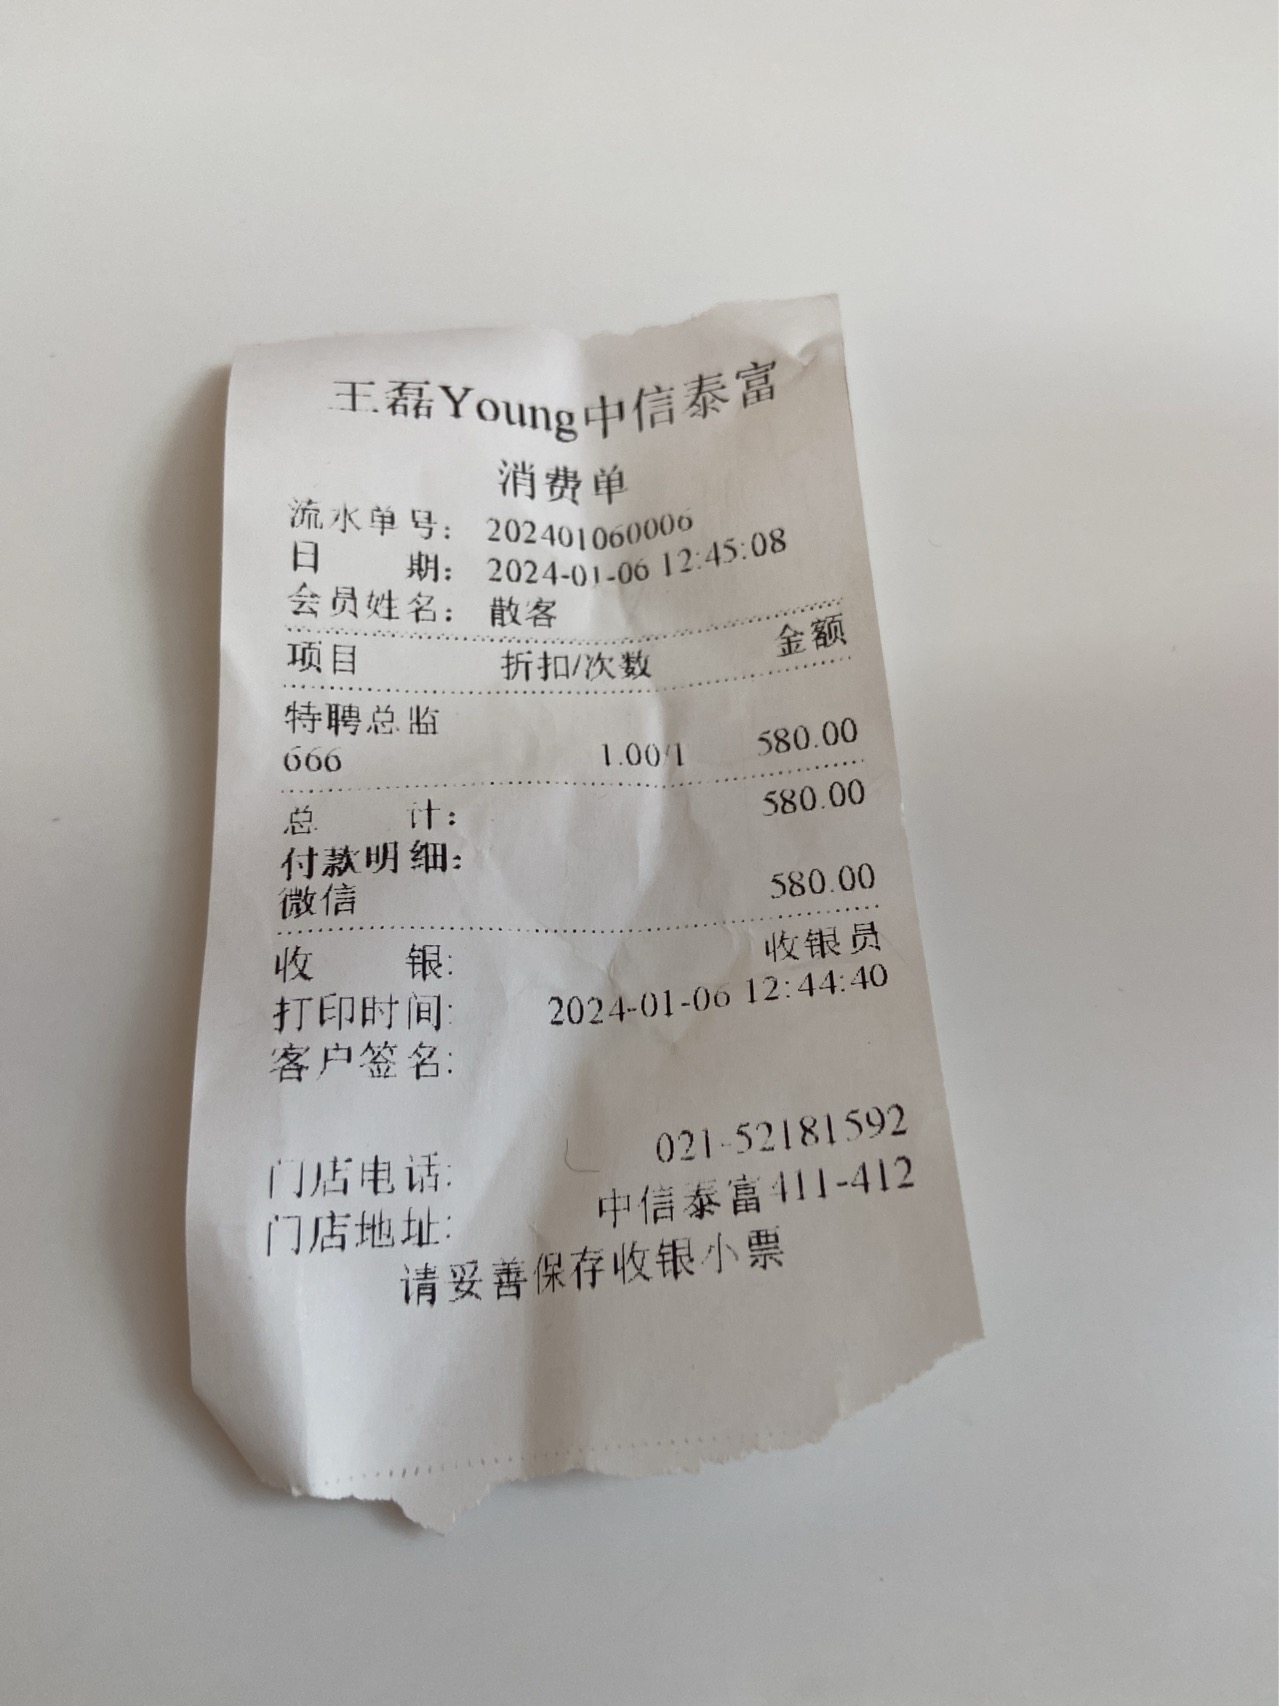 王磊Young中信泰富
消费单
流水单号: 202401060006
日 期: 2024-01-06 12:45:08
会员姓名: 散客
项目 折扣/次数 金额
特聘总监
666 1.00/1 580.00
总 计: 580.00
付款明细:
微信 580.00
收 银: 收银员
打印时间: 2024-01-06 12:44:40
客户签名:
门店电话: 021-52181592
门店地址: 中信泰富411-412
请妥善保存收银小票